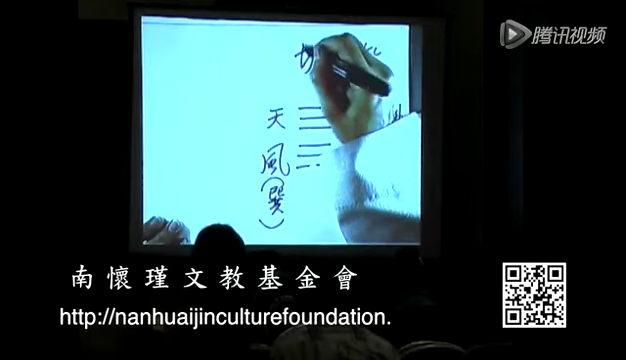 腾讯视频
天
風
(巽)
南懷瑾文教基金會
http://nanhuaijinculturefoundation.